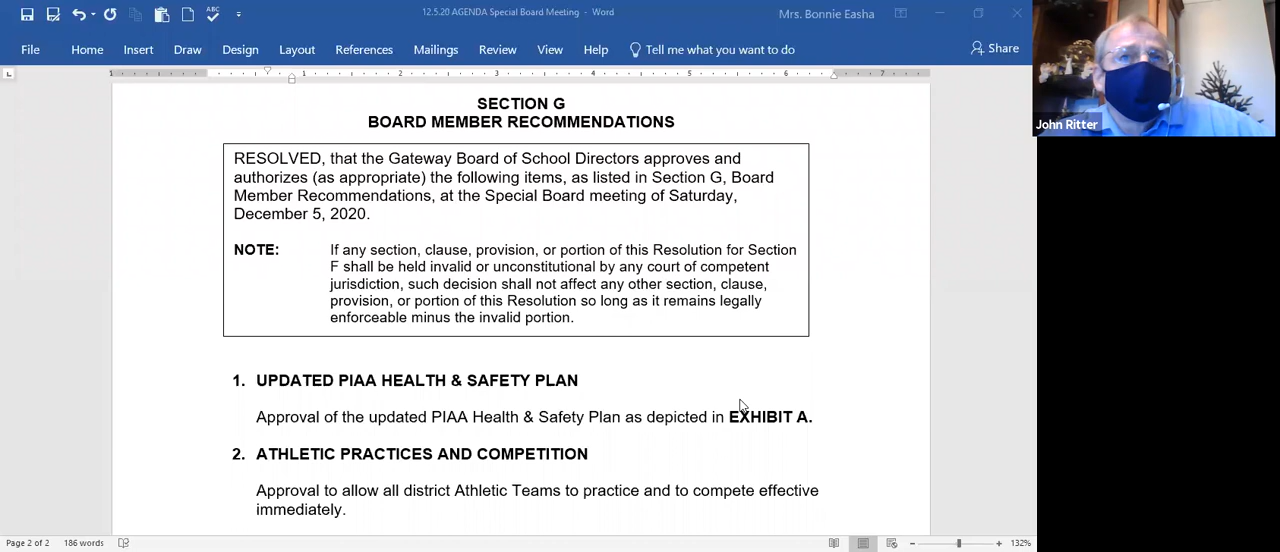 12.5.20 AGENDA Special Board Meeting - Word
Mrs. Bonnie Easha
File Home Insert Draw Design Layout References Mailings Review View Help Tell me what you want to do Share
1 1 2 3 4 5 6 7
SECTION G
BOARD MEMBER RECOMMENDATIONS
RESOLVED, that the Gateway Board of School Directors approves and
authorizes (as appropriate) the following items, as listed in Section G, Board
Member Recommendations, at the Special Board meeting of Saturday,
December 5, 2020.
NOTE: If any section, clause, provision, or portion of this Resolution for Section
F shall be held invalid or unconstitutional by any court of competent
jurisdiction, such decision shall not affect any other section, clause,
provision, or portion of this Resolution so long as it remains legally
enforceable minus the invalid portion.
1. UPDATED PIAA HEALTH & SAFETY PLAN
Approval of the updated PIAA Health & Safety Plan as depicted in EXHIBIT A.
2. ATHLETIC PRACTICES AND COMPETITION
Approval to allow all district Athletic Teams to practice and to compete effective
immediately.
Page 2 of 2 186 words 132%
John Ritter